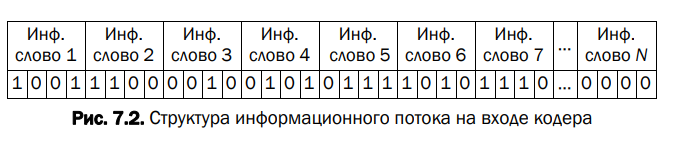 Инф. Инф. Инф. Инф. Инф. Инф. Инф. ... Инф.
слово 1 слово 2 слово 3 слово 4 слово 5 слово 6 слово 7 слово N
1 0 0 1 1 1 0 0 0 0 1 0 0 1 0 1 0 1 1 1 1 0 1 0 1 1 1 0 ... 0 0 0 0
Рис. 7.2. Структура информационного потока на входе кодера